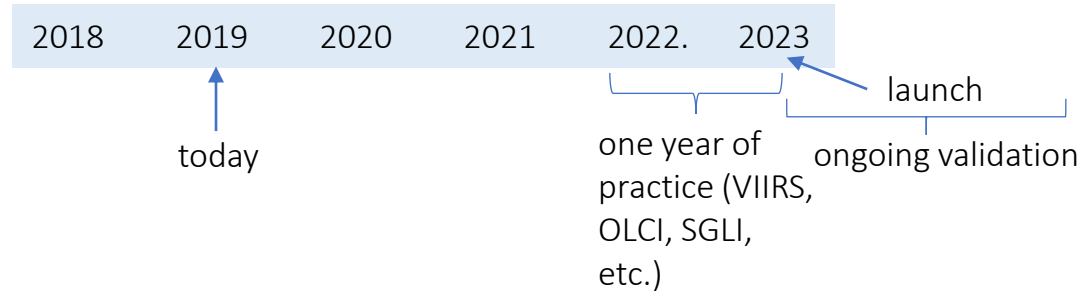 2018 2019 2020 2021 2022. 2023
launch
today
one year of
practice (VIIRS,
OLCI, SGLI,
etc.)
ongoing validation